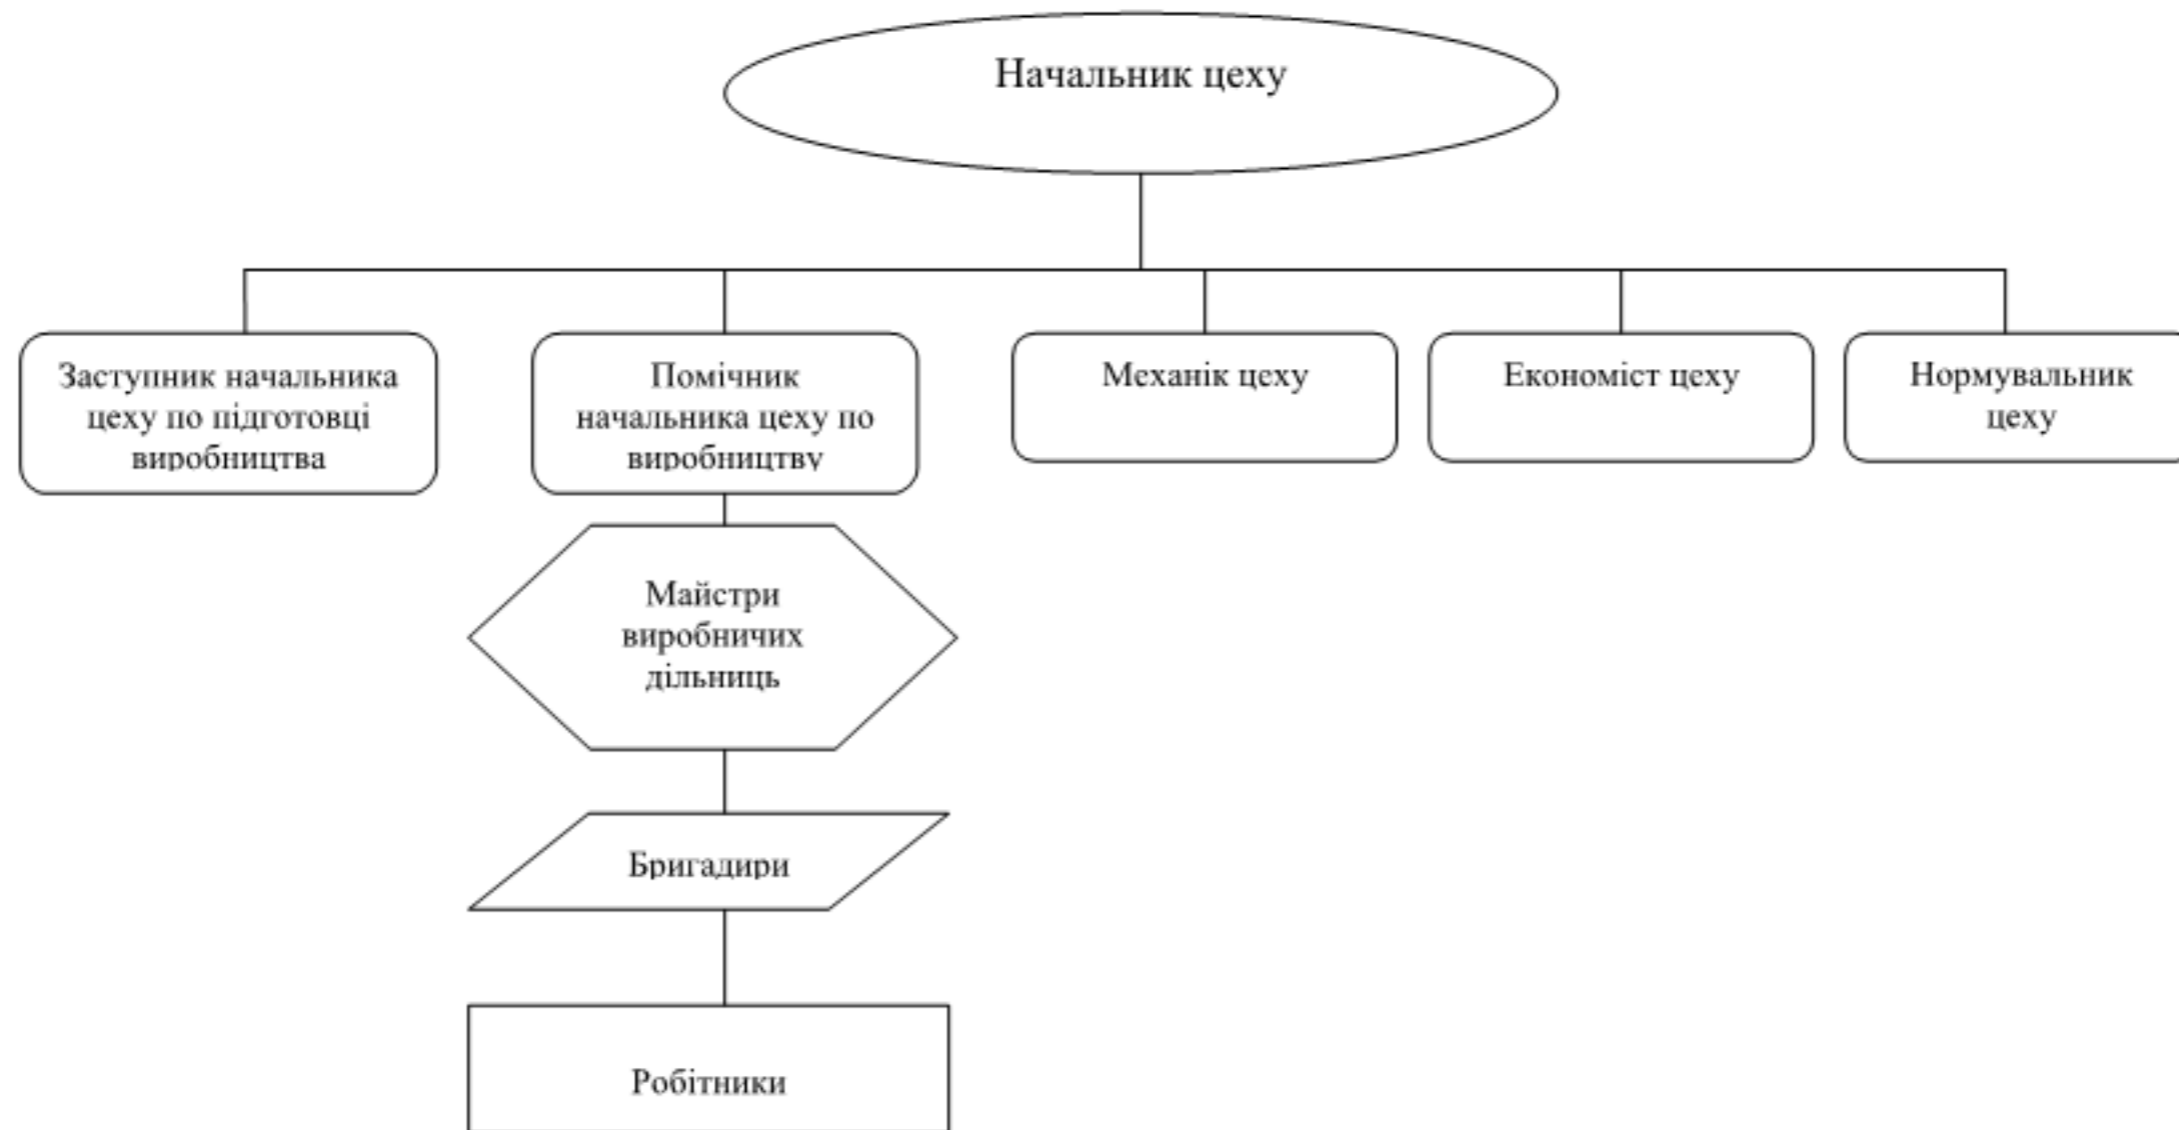 Начальник цеху
Заступник начальника
цеху по підготовці
виробництва
Помічник
начальника цеху по
виробництву
Механік цеху
Економіст цеху
Нормувальник
цеху
Майстри
виробничих
дільниць
Бригадири
Робітники